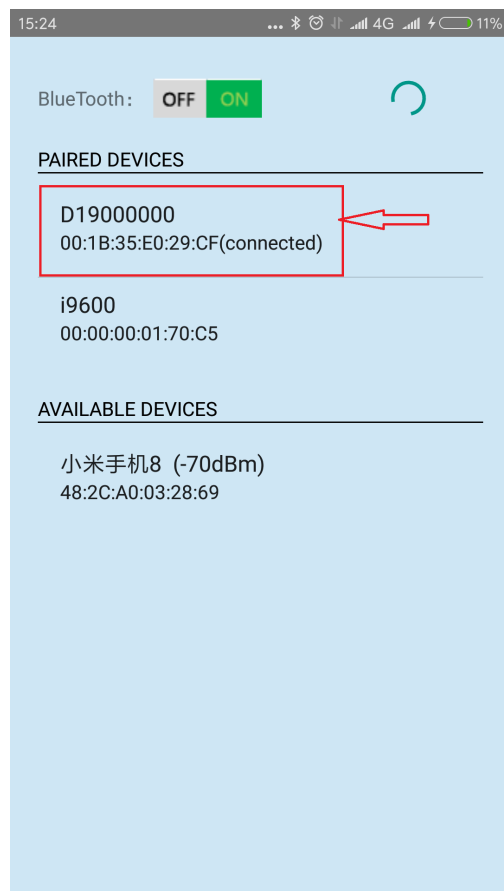 15:24 ... 4G 11%
BlueTooth： OFF ON
PAIRED DEVICES
D19000000
00:1B:35:E0:29:CF(connected)
i9600
00:00:00:01:70:C5
AVAILABLE DEVICES
小米手机8 (-70dBm)
48:2C:A0:03:28:69